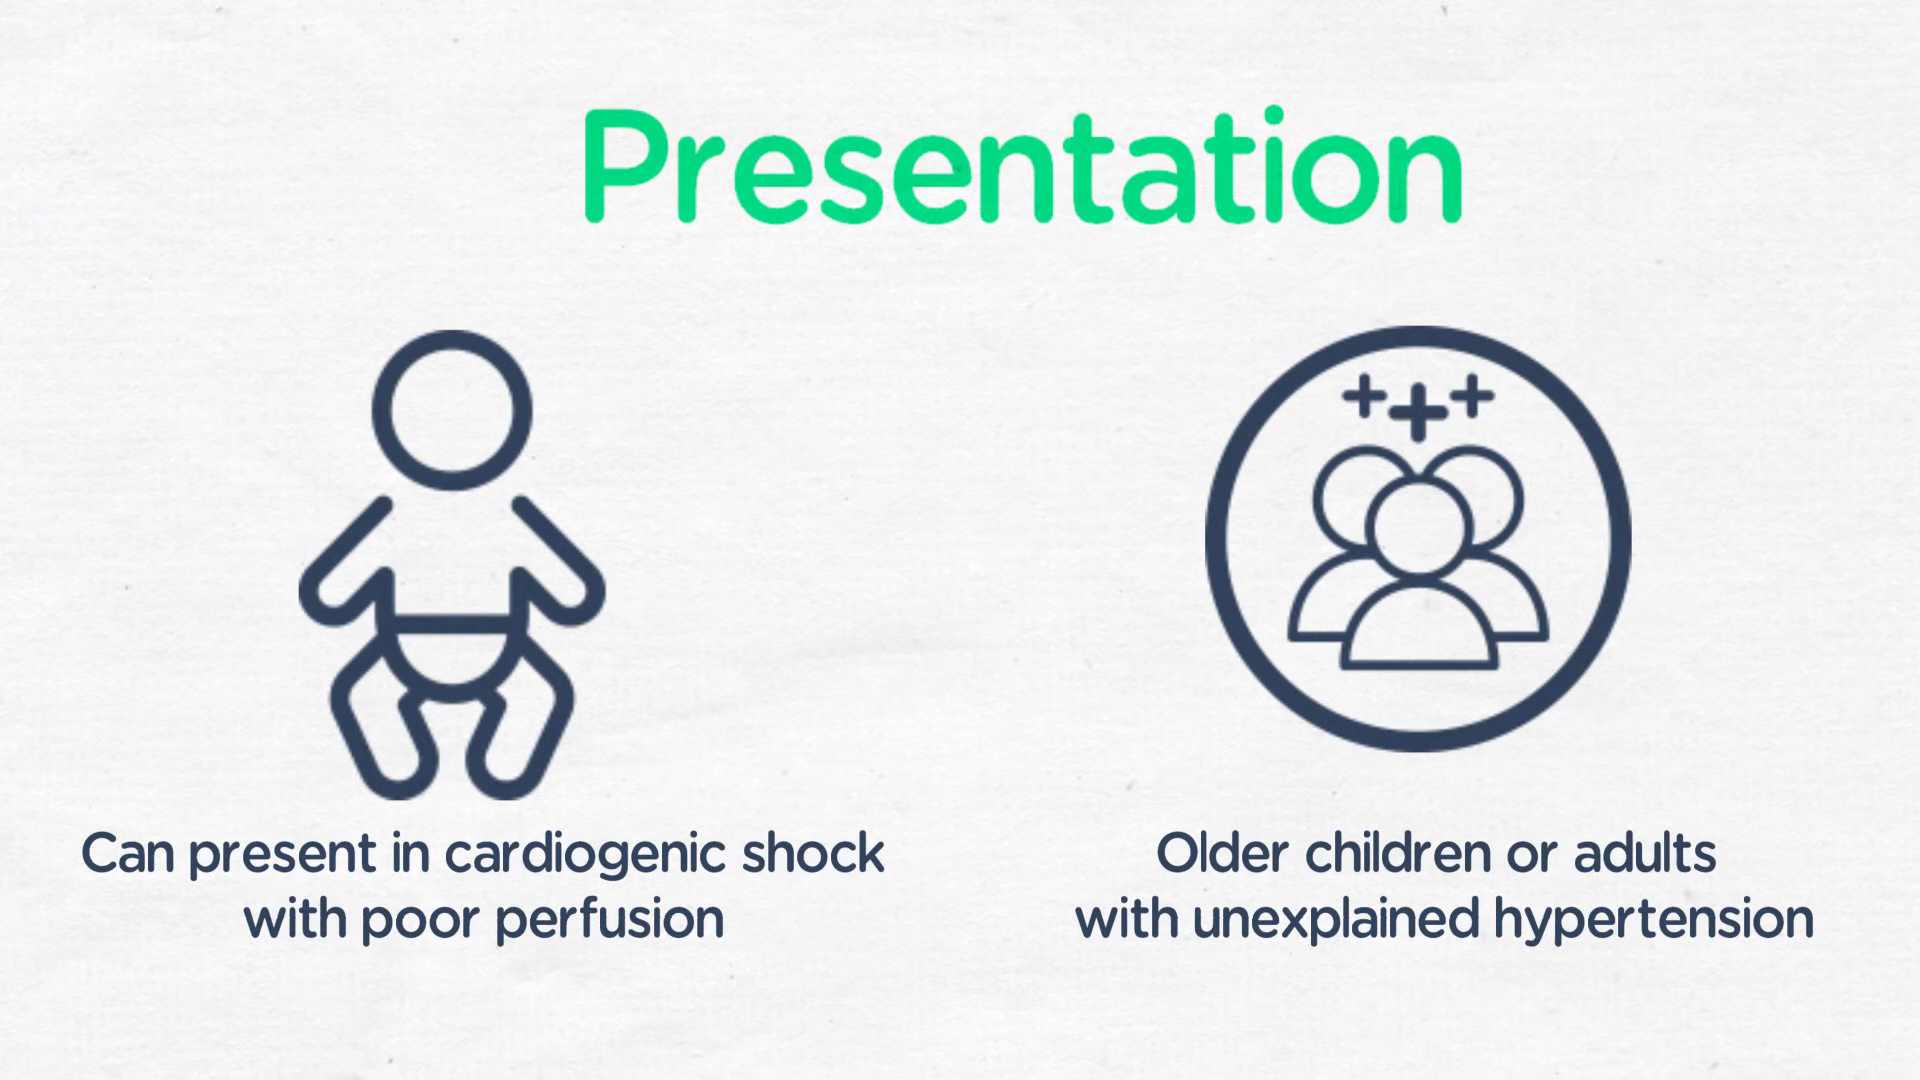 Presentation
Can present in cardiogenic shock
with poor perfusion
Older children or adults
with unexplained hypertension